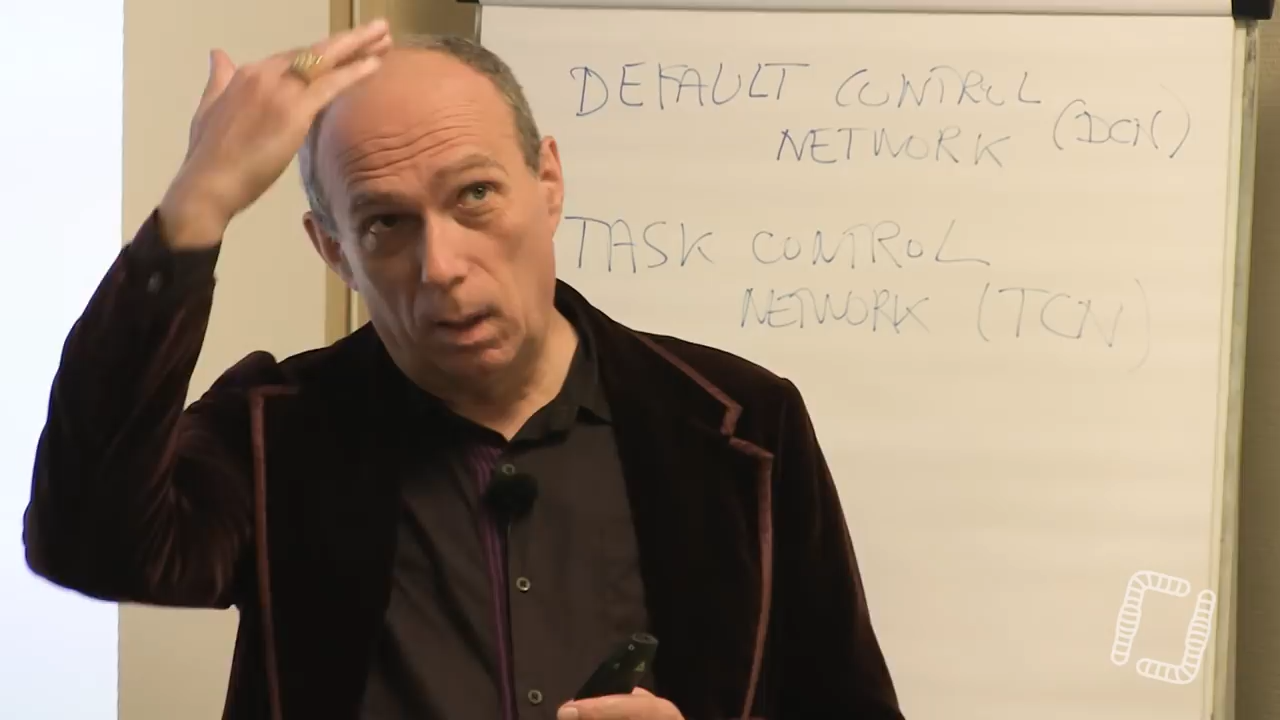 DEFAULT CONTROL
NETWORK (DCN)
TASK CONTROL
NETWORK (TCN)